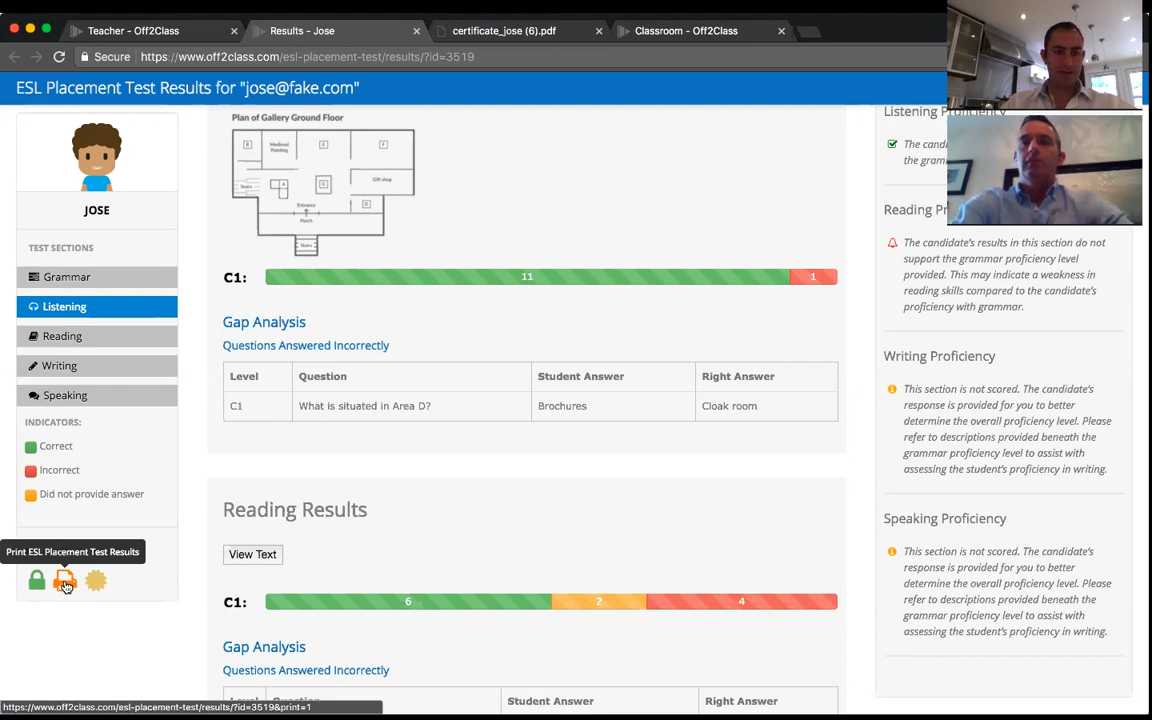 Teacher - Off2Class
Results - Jose
certificate_jose (6).pdf
Classroom - Off2Class
Secure
https://www.off2class.com/esl-placement-test/results/?id=3519
ESL Placement Test Results for "jose@fake.com"
JOSE
TEST SECTIONS
Grammar
Listening
Reading
Writing
Speaking
INDICATORS:
Correct
Incorrect
Did not provide answer
Print ESL Placement Test Results
https://www.off2class.com/esl-placement-test/results/?id=3519&print=1
Plan of Gallery Ground Floor
Medieval
Painting
Stairs
Gift shop
Entrance
Porch
Stairs
C1:
11
1
Gap Analysis
Questions Answered Incorrectly
Level Question Student Answer Right Answer
C1 What is situated in Area D? Brochures Cloak room
Reading Results
View Text
C1:
6
2
4
Gap Analysis
Questions Answered Incorrectly
Level Question Student Answer Right Answer
Listening
The
the gramm
Reading Pr
The candidate's results in this section do not
support the grammar proficiency level
provided. This may indicate a weakness in
reading skills compared to the candidate's
proficiency with grammar.
Writing Proficiency
This section is not scored. The candidate's
response is provided for you to better
determine the overall proficiency level. Please
refer to descriptions provided beneath the
grammar proficiency level to assist with
assessing the student's proficiency in writing.
Speaking Proficiency
This section is not scored. The candidate's
response is provided for you to better
determine the overall proficiency level. Please
refer to descriptions provided beneath the
grammar proficiency level to assist with
assessing the student's proficiency in writing.